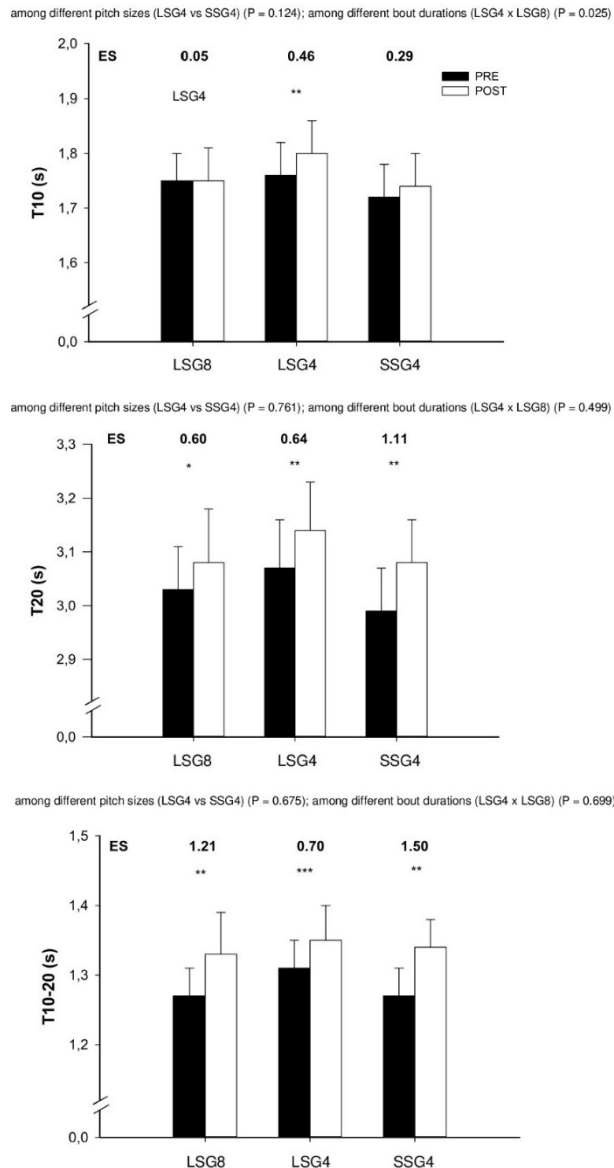 among different pitch sizes (LSG4 vs SSG4) (P = 0.124); among different bout durations (LSG4 x LSG8) (P = 0.025)
2,0
ES 0.05 0.46 0.29
PRE
POST
1,9
LSG4 **
1,8
T10 (s)
1,7
1,6
0,0
LSG8 LSG4 SSG4
among different pitch sizes (LSG4 vs SSG4) (P = 0.761); among different bout durations (LSG4 x LSG8) (P = 0.499)
3,3
ES 0.60 0.64 1.11
* ** **
3,2
3,1
T20 (s)
3,0
2,9
0,0
LSG8 LSG4 SSG4
among different pitch sizes (LSG4 vs SSG4) (P = 0.675); among different bout durations (LSG4 x LSG8) (P = 0.699)
1,5
ES 1.21 0.70 1.50
** *** **
1,4
T10-20 (s)
1,3
1,2
0,0
LSG8 LSG4 SSG4